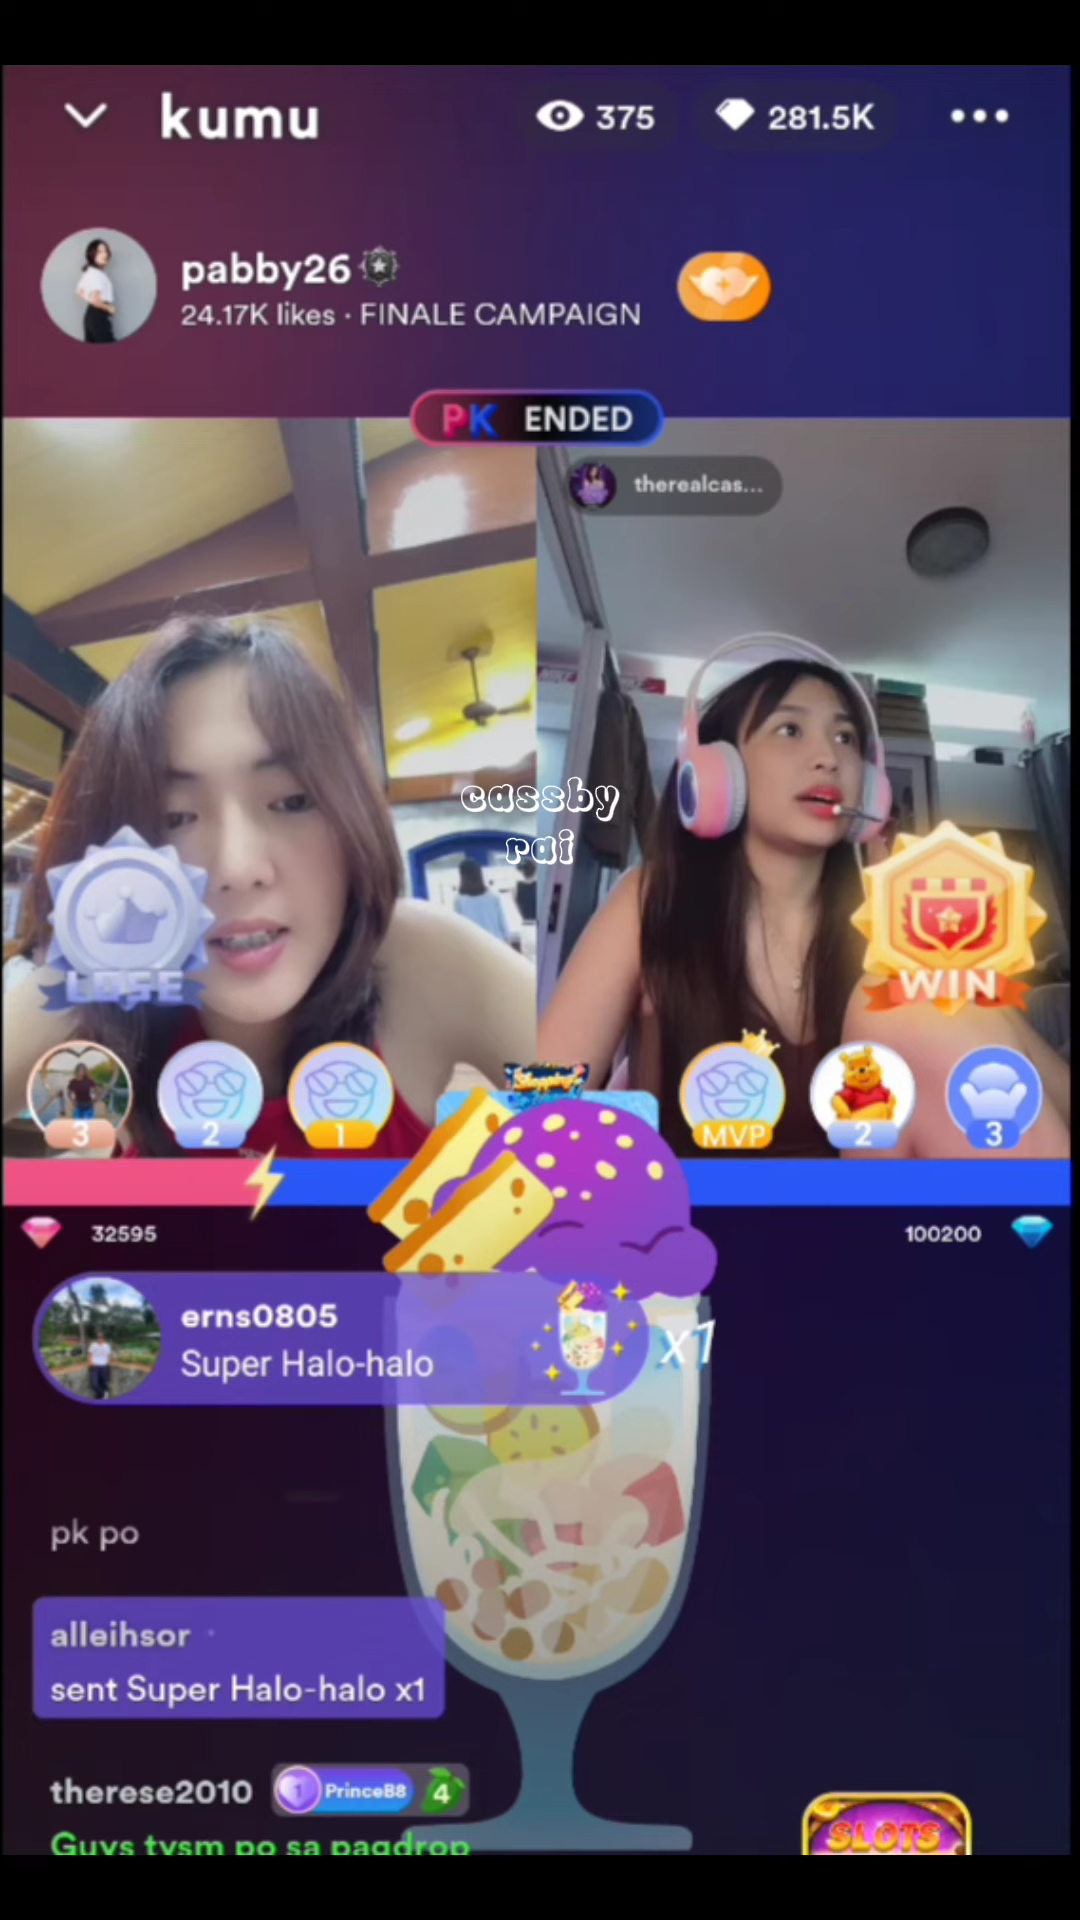 kumu
375
281.5K
pabby26
24.17K likes · FINALE CAMPAIGN
PK ENDED
therealcas...
cassby
rai
LOSE
WIN
3
2
1
MVP
2
3
32595
100200
erns0805
Super Halo-halo
x1
pk po
alleihsor
sent Super Halo-halo x1
therese2010
1 PrinceB8 4
Guys tysm po sa pagdrop
SLOTS